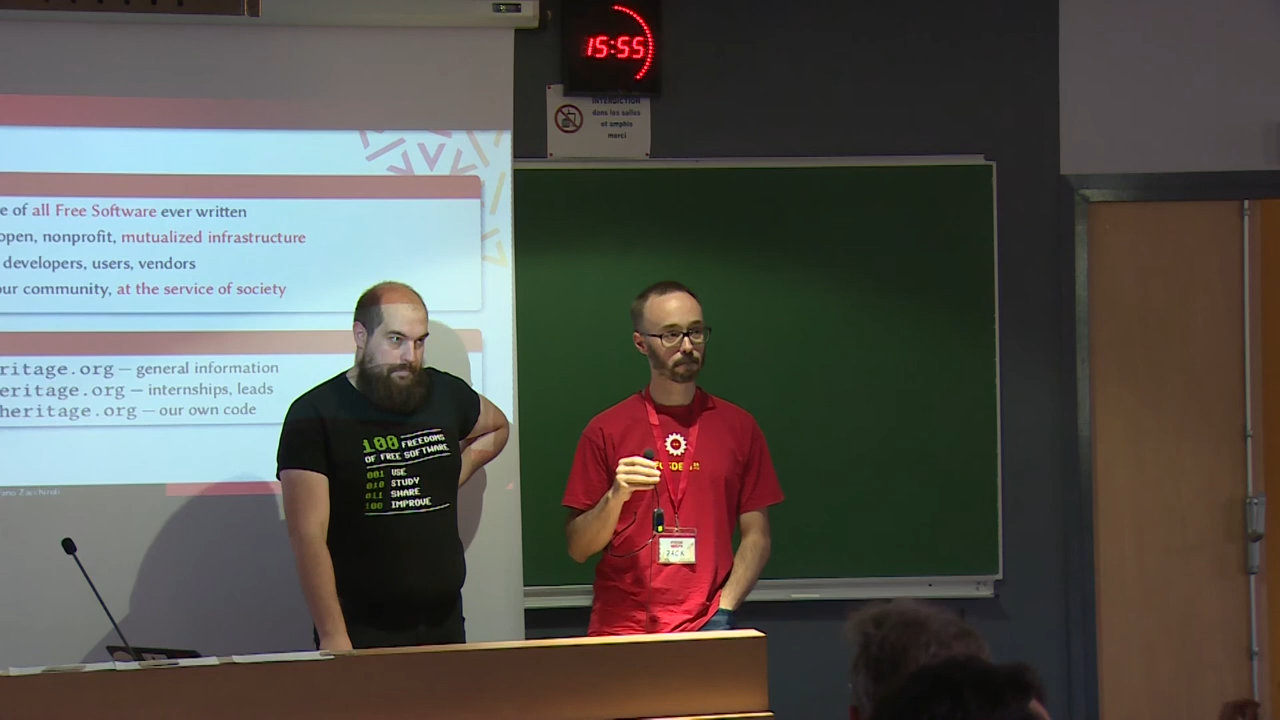 15:55
INTERDICTION
dans les salles
et amphis
merci
e of all Free Software ever written
open, nonprofit, mutualized infrastructure
developers, users, vendors
our community, at the service of society
ritage.org — general information
eritage.org — internships, leads
heritage.org — our own code
100 FREEDOMS
OF FREE SOFTWARE
001 USE
010 STUDY
011 SHARE
100 IMPROVE
ZACK